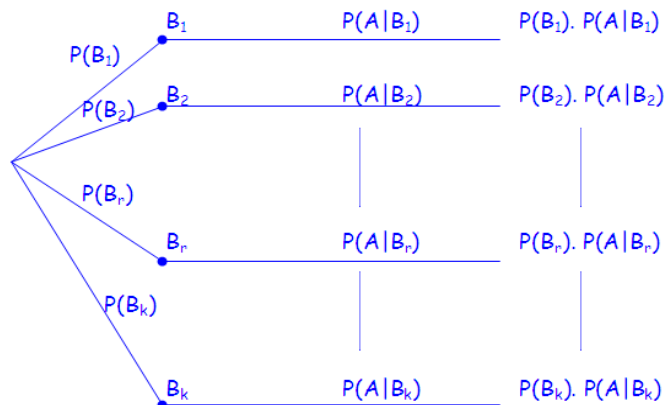 B₁ P(A|B₁) P(B₁). P(A|B₁)
P(B₁)
B₂ P(A|B₂) P(B₂). P(A|B₂)
P(B₂)
P(Bᵣ)
Bᵣ P(A|Bᵣ) P(Bᵣ). P(A|Bᵣ)
P(Bₖ)
Bₖ P(A|Bₖ) P(Bₖ). P(A|Bₖ)